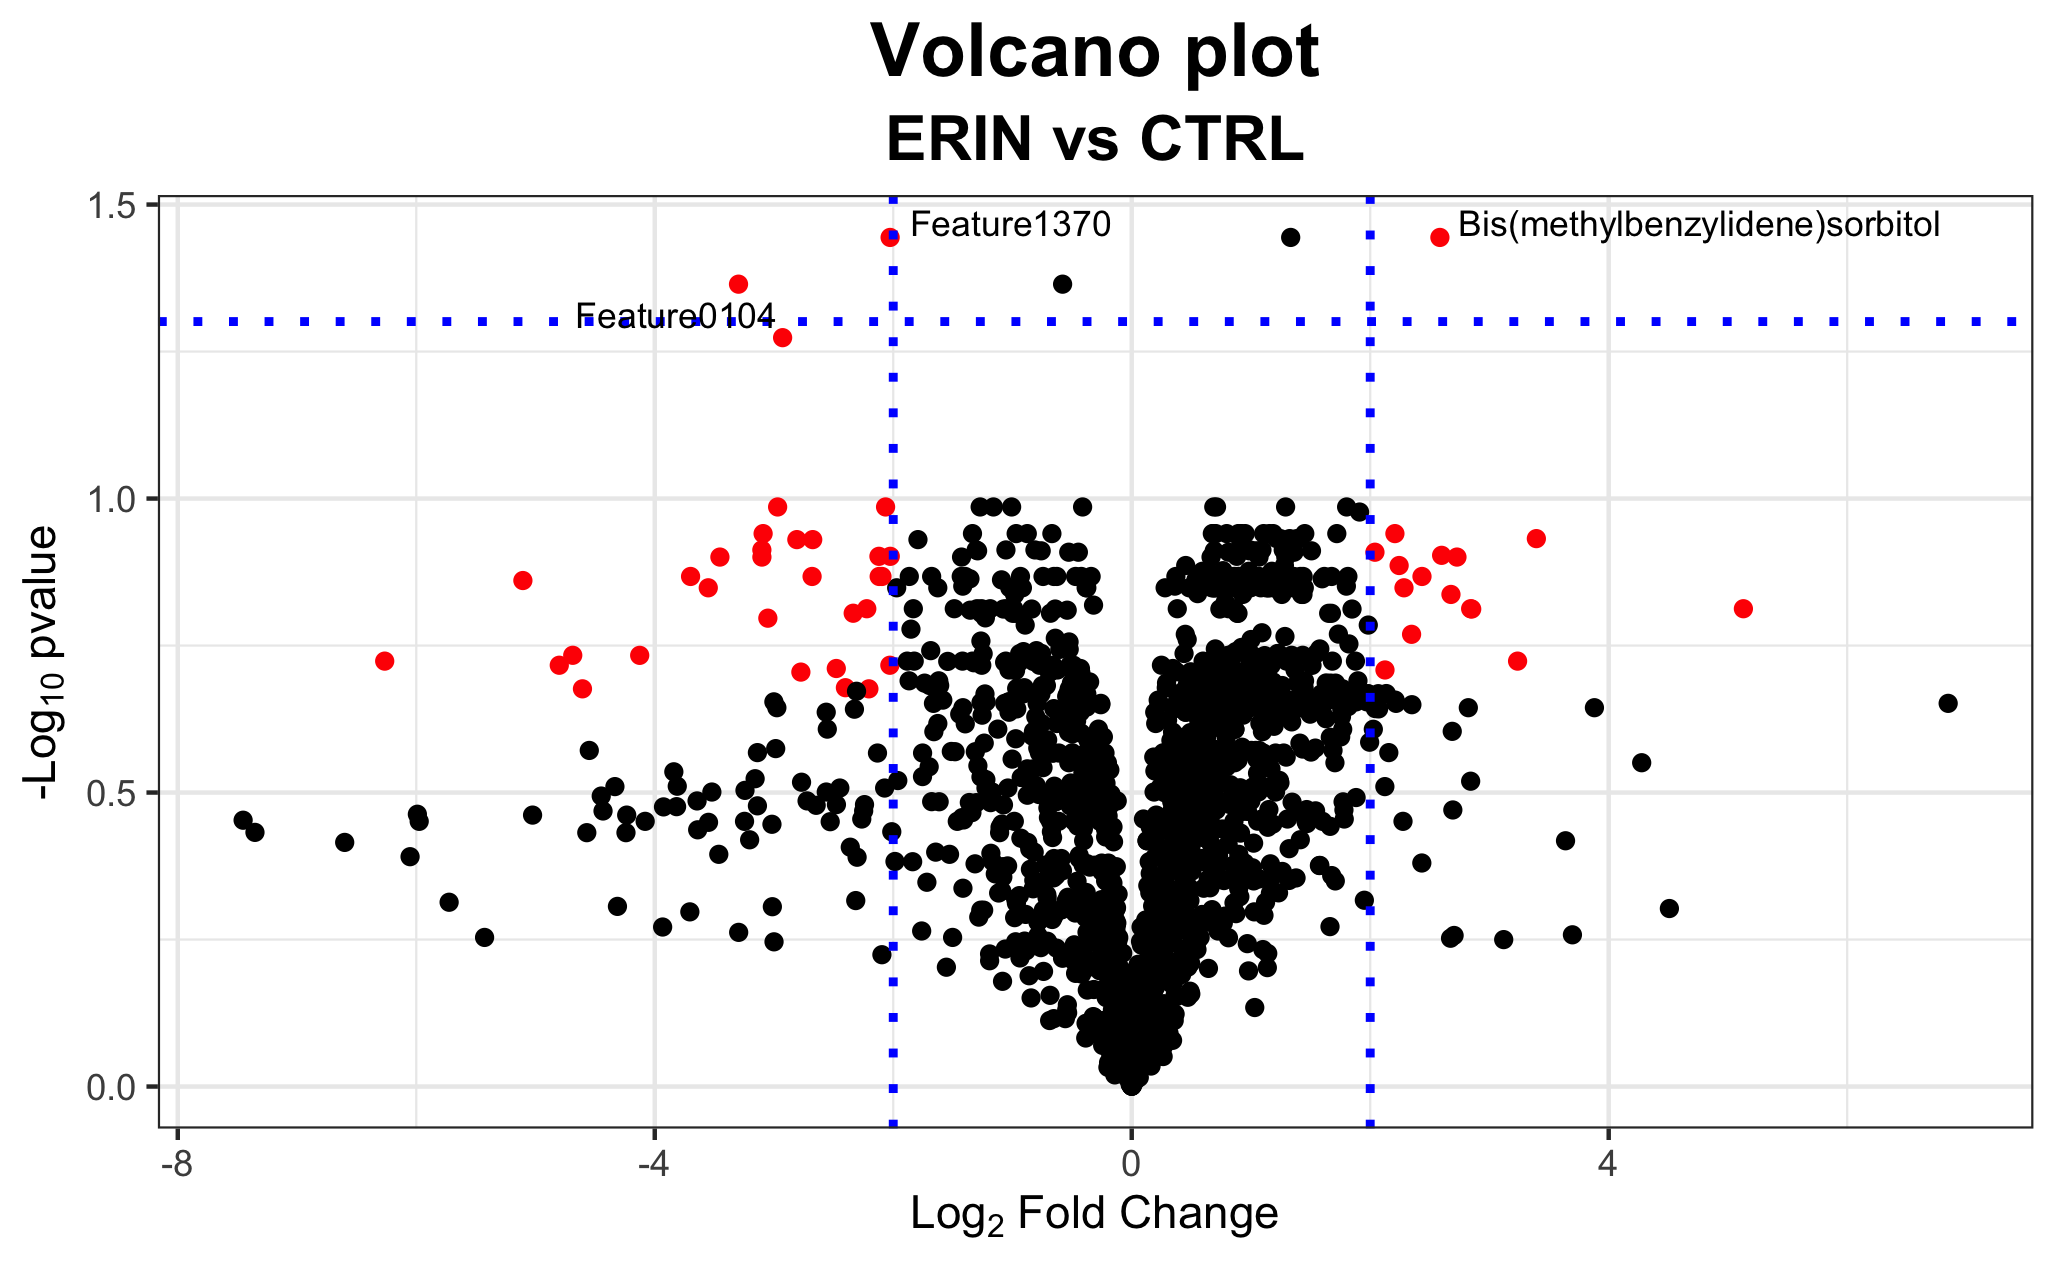 Volcano plot
ERIN vs CTRL
1.5
Feature1370
Bis(methylbenzylidene)sorbitol
Feature0104
1.0
-Log10 pvalue
0.5
0.0
-8
-4
0
4
Log2 Fold Change